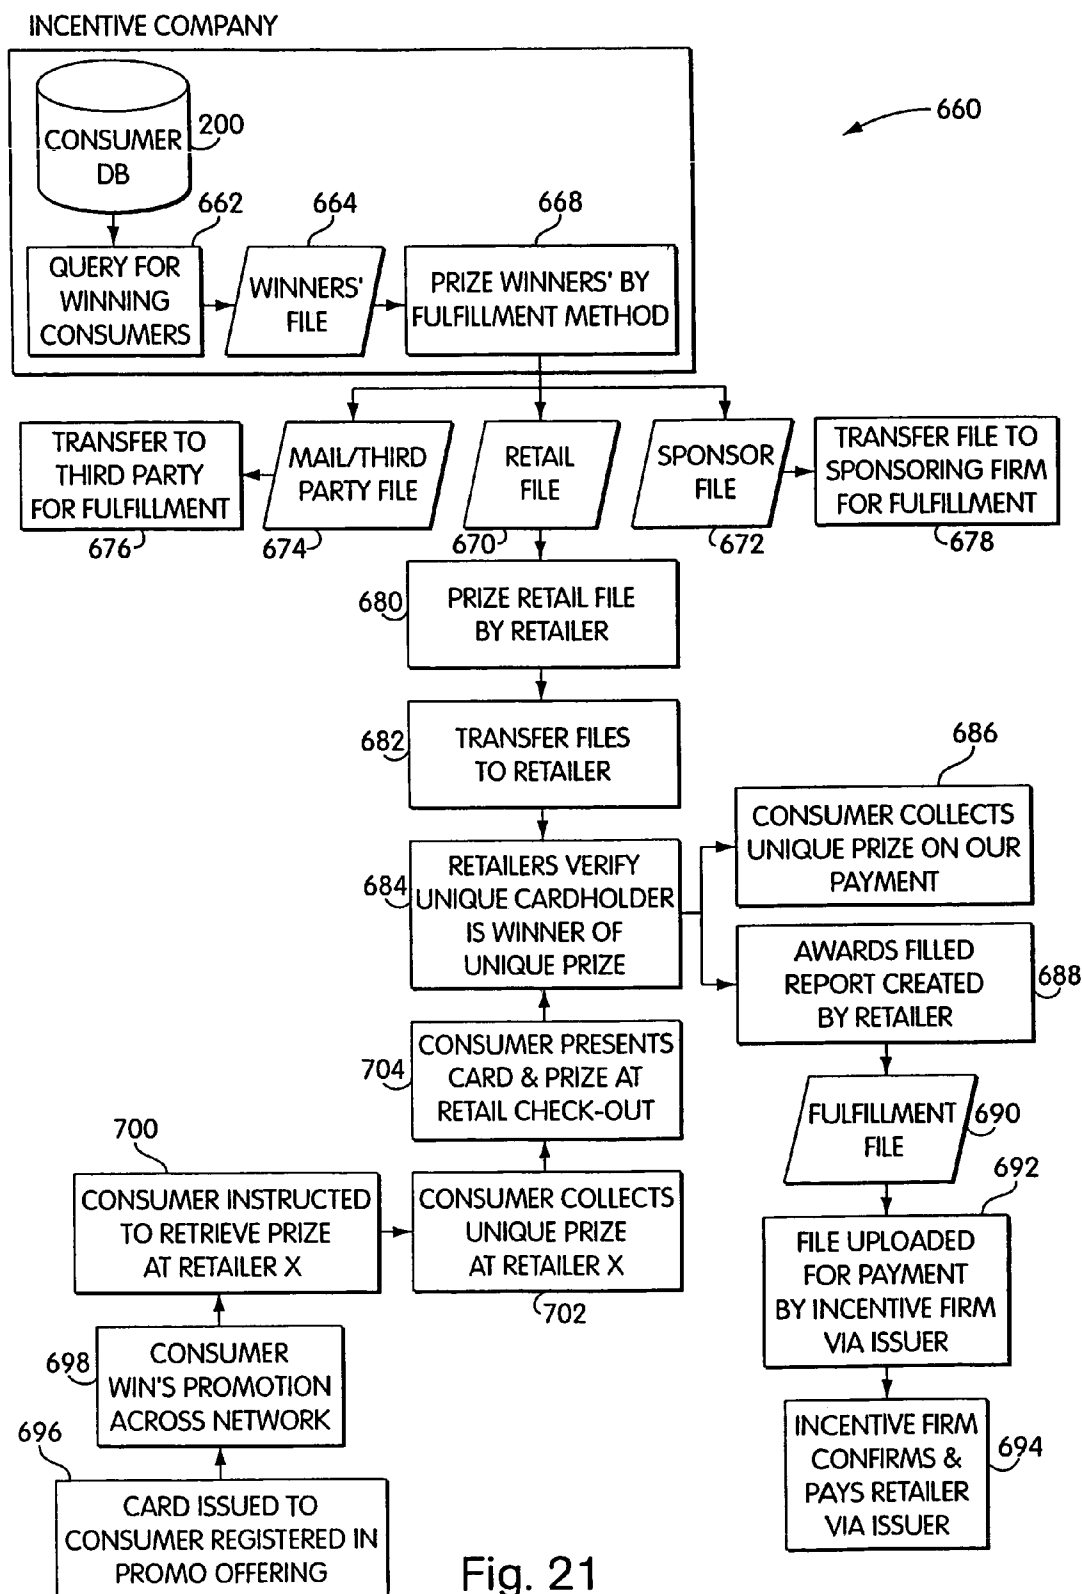 INCENTIVE COMPANY
660
CONSUMER
DB
200
662
664
668
QUERY FOR
WINNING
CONSUMERS
WINNERS'
FILE
PRIZE WINNERS' BY
FULFILLMENT METHOD
TRANSFER TO
THIRD PARTY
FOR FULFILLMENT
676
MAIL/THIRD
PARTY FILE
674
RETAIL
FILE
670
SPONSOR
FILE
672
TRANSFER FILE TO
SPONSORING FIRM
FOR FULFILLMENT
678
680
PRIZE RETAIL FILE
BY RETAILER
682
TRANSFER FILES
TO RETAILER
684
RETAILERS VERIFY
UNIQUE CARDHOLDER
IS WINNER OF
UNIQUE PRIZE
686
CONSUMER COLLECTS
UNIQUE PRIZE ON OUR
PAYMENT
AWARDS FILLED
REPORT CREATED
BY RETAILER
688
704
CONSUMER PRESENTS
CARD & PRIZE AT
RETAIL CHECK-OUT
FULFILLMENT
FILE
690
700
CONSUMER INSTRUCTED
TO RETRIEVE PRIZE
AT RETAILER X
CONSUMER COLLECTS
UNIQUE PRIZE
AT RETAILER X
702
692
FILE UPLOADED
FOR PAYMENT
BY INCENTIVE FIRM
VIA ISSUER
698
CONSUMER
WIN'S PROMOTION
ACROSS NETWORK
INCENTIVE FIRM
CONFIRMS &
PAYS RETAILER
VIA ISSUER
694
696
CARD ISSUED TO
CONSUMER REGISTERED IN
PROMO OFFERING
Fig. 21